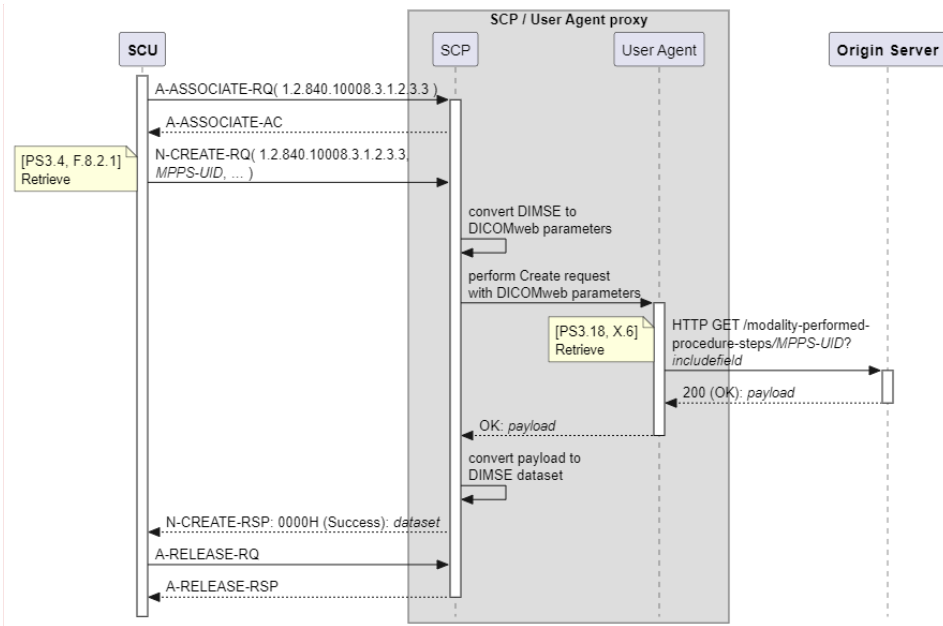 SCP / User Agent proxy
SCU
SCP
User Agent
Origin Server
A-ASSOCIATE-RQ( 1.2.840.10008.3.1.2.3.3 )
A-ASSOCIATE-AC
[PS3.4, F.8.2.1]
Retrieve
N-CREATE-RQ( 1.2.840.10008.3.1.2.3.3,
MPPS-UID, ... )
convert DIMSE to
DICOMweb parameters
perform Create request
with DICOMweb parameters
[PS3.18, X.6]
Retrieve
HTTP GET /modality-performed-
procedure-steps/MPPS-UID?
includefield
200 (OK): payload
OK: payload
convert payload to
DIMSE dataset
N-CREATE-RSP: 0000H (Success): dataset
A-RELEASE-RQ
A-RELEASE-RSP